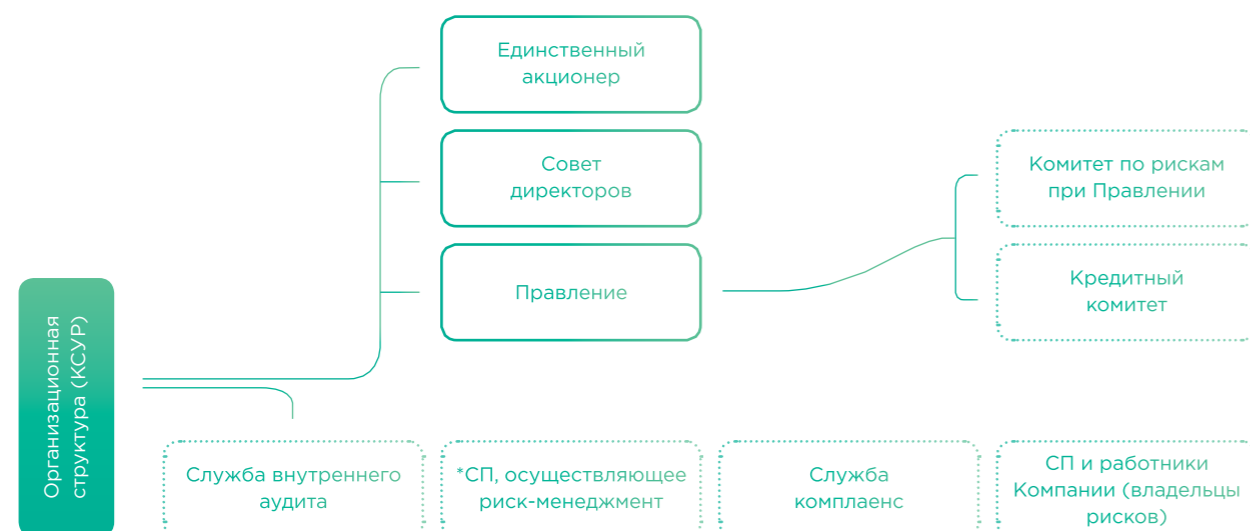 Единственный
акционер
Совет
директоров
Комитет по рискам
при Правлении
Правление
Кредитный
комитет
Организационная
структура (КСУР)
Служба внутреннего
аудита
*СП, осуществляющее
риск-менеджмент
Служба
комплаенс
СП и работники
Компании (владельцы
рисков)